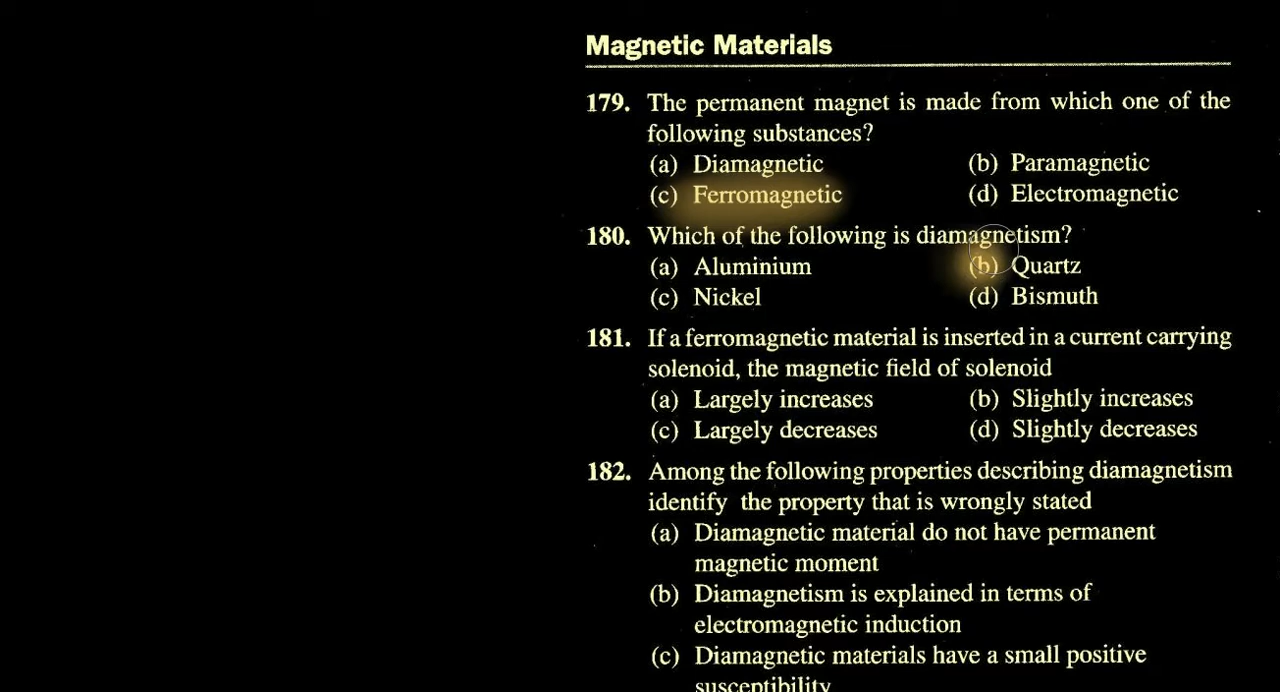 Magnetic Materials
179. The permanent magnet is made from which one of the
following substances?
(a) Diamagnetic (b) Paramagnetic
(c) Ferromagnetic (d) Electromagnetic
180. Which of the following is diamagnetism?
(a) Aluminium (b) Quartz
(c) Nickel (d) Bismuth
181. If a ferromagnetic material is inserted in a current carrying
solenoid, the magnetic field of solenoid
(a) Largely increases (b) Slightly increases
(c) Largely decreases (d) Slightly decreases
182. Among the following properties describing diamagnetism
identify the property that is wrongly stated
(a) Diamagnetic material do not have permanent
magnetic moment
(b) Diamagnetism is explained in terms of
electromagnetic induction
(c) Diamagnetic materials have a small positive
susceptibility